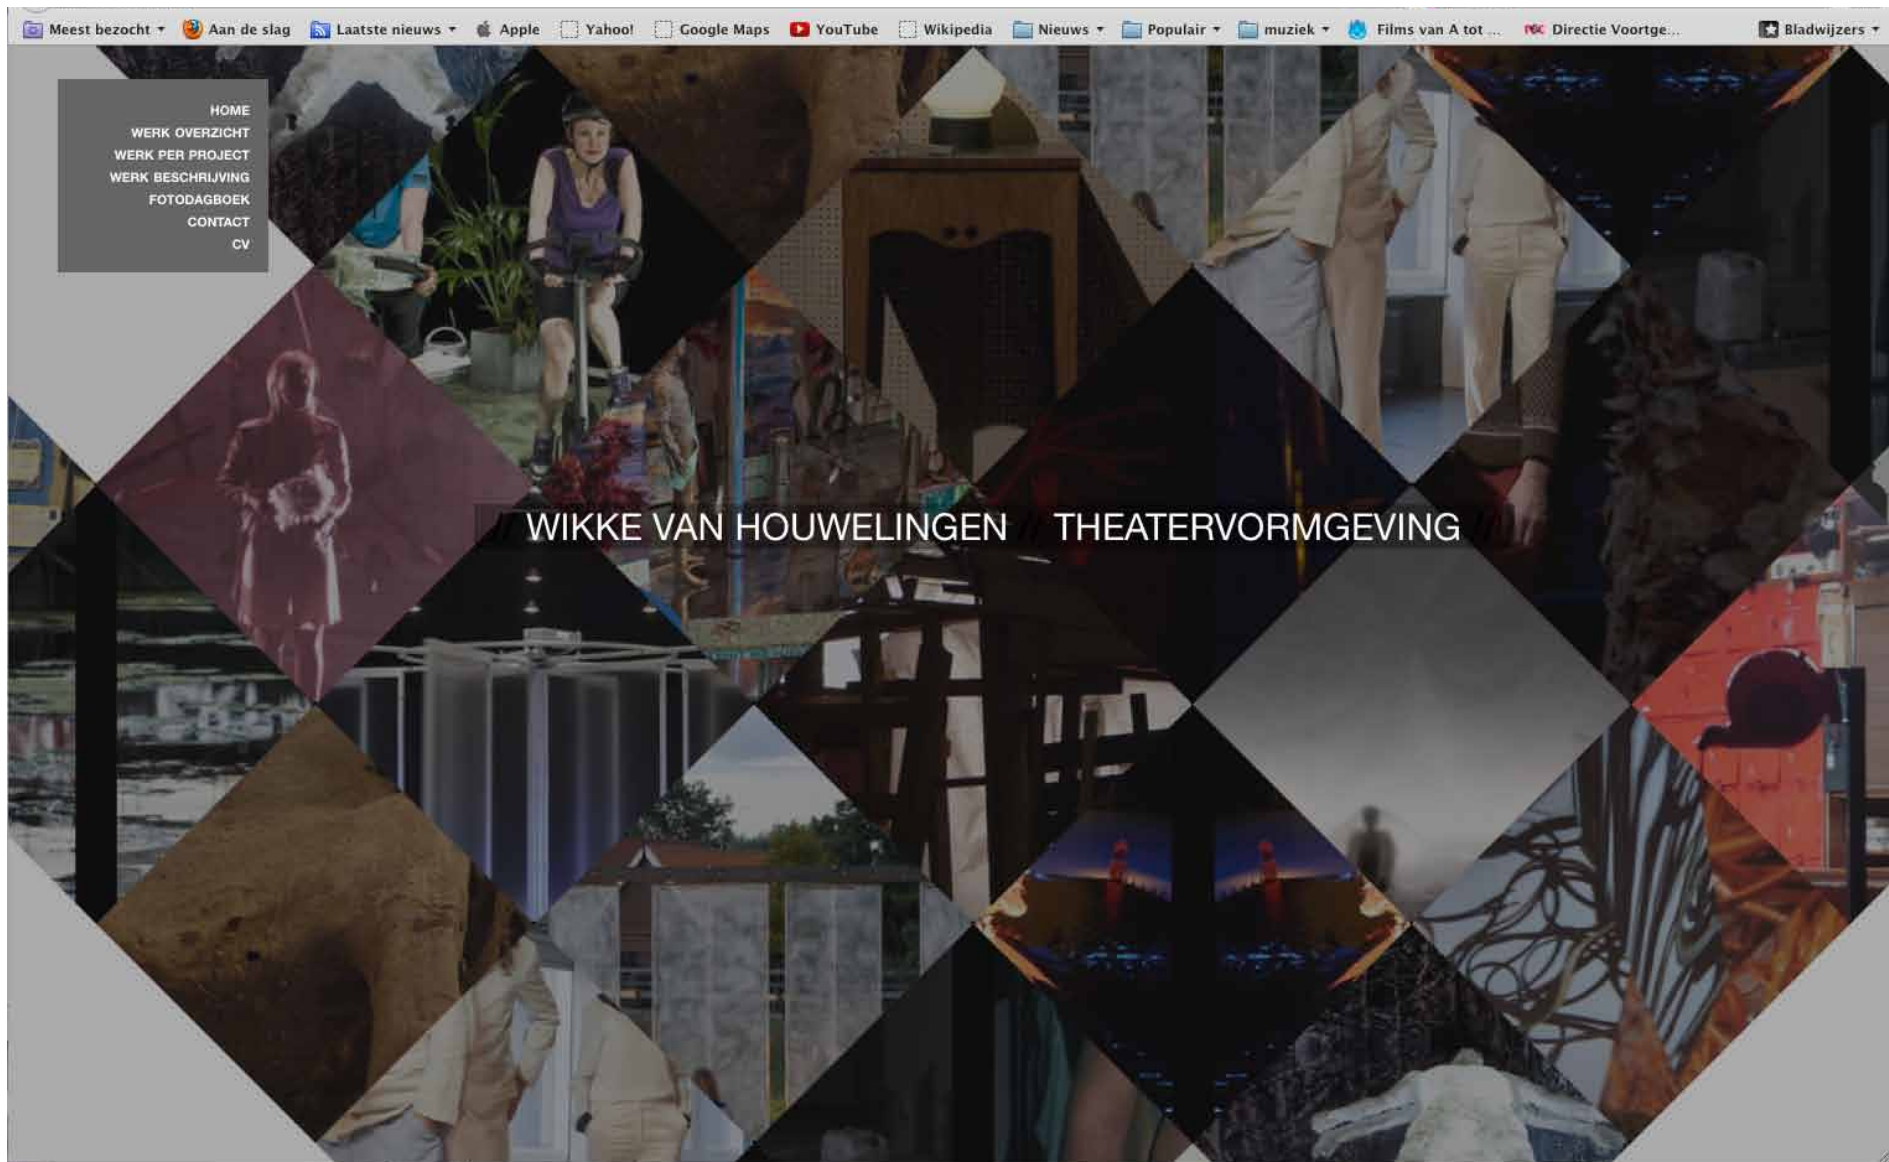 Meest bezocht Aan de slag Laatste nieuws Apple Yahoo! Google Maps YouTube Wikipedia Nieuws Populair muziek Films van A tot ... Directie Voortge... Bladwijzers
HOME
WERK OVERZICHT
WERK PER PROJECT
WERK BESCHRIJVING
FOTODAGBOEK
CONTACT
CV
// WIKKE VAN HOUWELINGEN // THEATERVORMGEVING //